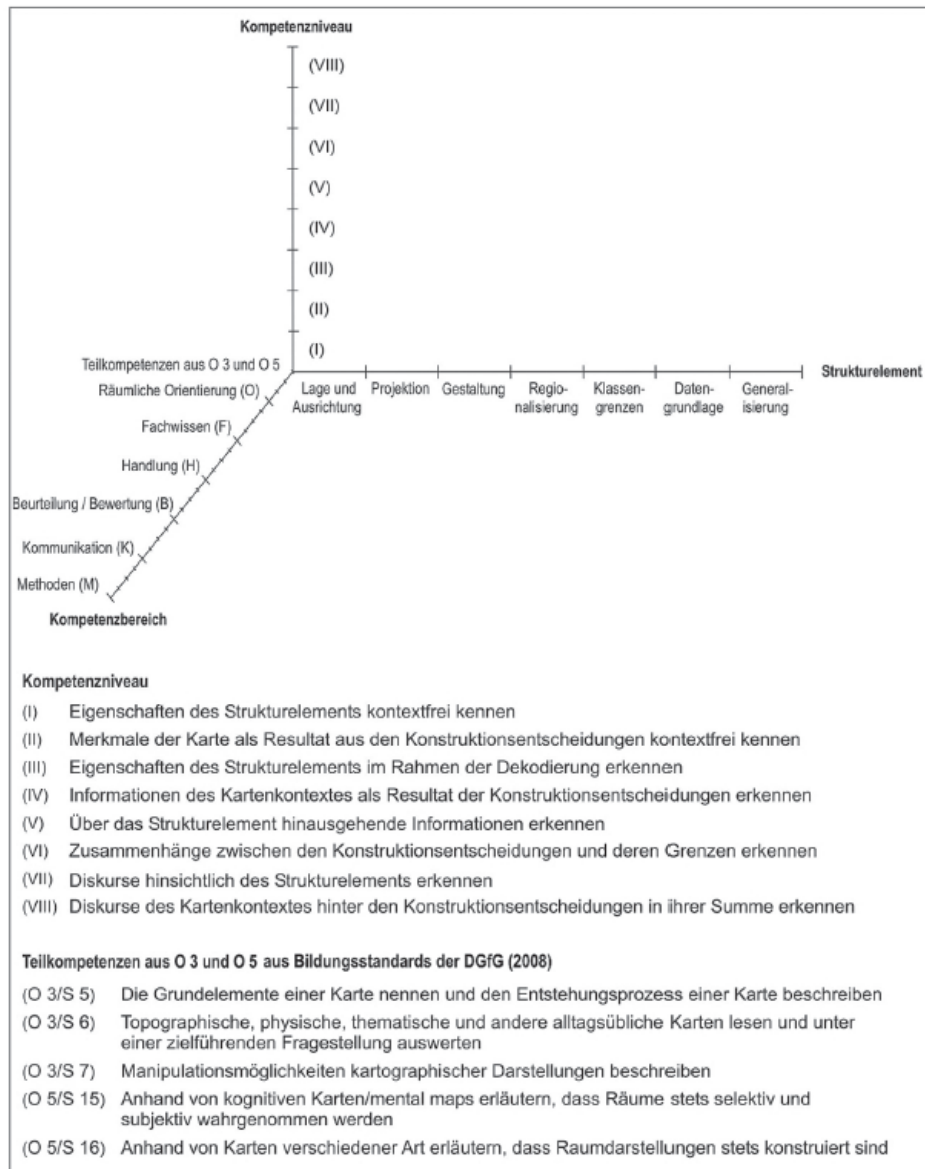 Kompetenzniveau
(VIII)
(VII)
(VI)
(V)
(IV)
(III)
(II)
(I)
Teilkompetenzen aus O 3 und O 5
Räumliche Orientierung (O)
Fachwissen (F)
Handlung (H)
Beurteilung / Bewertung (B)
Kommunikation (K)
Methoden (M)
Kompetenzbereich
Lage und
Ausrichtung
Projektion
Gestaltung
Regio-
nalisierung
Klassen-
grenzen
Daten-
grundlage
General-
isierung
Strukturelement
Kompetenzniveau
(I) Eigenschaften des Strukturelements kontextfrei kennen
(II) Merkmale der Karte als Resultat aus den Konstruktionsentscheidungen kontextfrei kennen
(III) Eigenschaften des Strukturelements im Rahmen der Dekodierung erkennen
(IV) Informationen des Kartenkontextes als Resultat der Konstruktionsentscheidungen erkennen
(V) Über das Strukturelement hinausgehende Informationen erkennen
(VI) Zusammenhänge zwischen den Konstruktionsentscheidungen und deren Grenzen erkennen
(VII) Diskurse hinsichtlich des Strukturelements erkennen
(VIII) Diskurse des Kartenkontextes hinter den Konstruktionsentscheidungen in ihrer Summe erkennen
Teilkompetenzen aus O 3 und O 5 aus Bildungsstandards der DGfG (2008)
(O 3/S 5) Die Grundelemente einer Karte nennen und den Entstehungsprozess einer Karte beschreiben
(O 3/S 6) Topographische, physische, thematische und andere alltagsübliche Karten lesen und unter
einer zielführenden Fragestellung auswerten
(O 3/S 7) Manipulationsmöglichkeiten kartographischer Darstellungen beschreiben
(O 5/S 15) Anhand von kognitiven Karten/mental maps erläutern, dass Räume stets selektiv und
subjektiv wahrgenommen werden
(O 5/S 16) Anhand von Karten verschiedener Art erläutern, dass Raumdarstellungen stets konstruiert sind